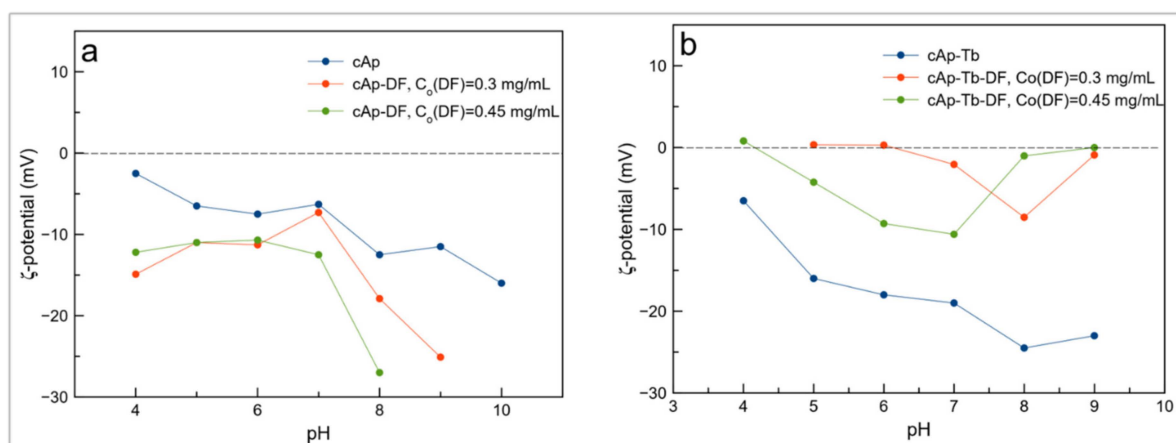 a
cAp
cAp-DF, Co(DF)=0.3 mg/mL
cAp-DF, Co(DF)=0.45 mg/mL
10
0
−10
−20
−30
ζ-potential (mV)
4
6
8
10
pH
b
cAp-Tb
cAp-Tb-DF, Co(DF)=0.3 mg/mL
cAp-Tb-DF, Co(DF)=0.45 mg/mL
10
0
−10
−20
−30
ζ-potential (mV)
3
4
5
6
7
8
9
10
pH